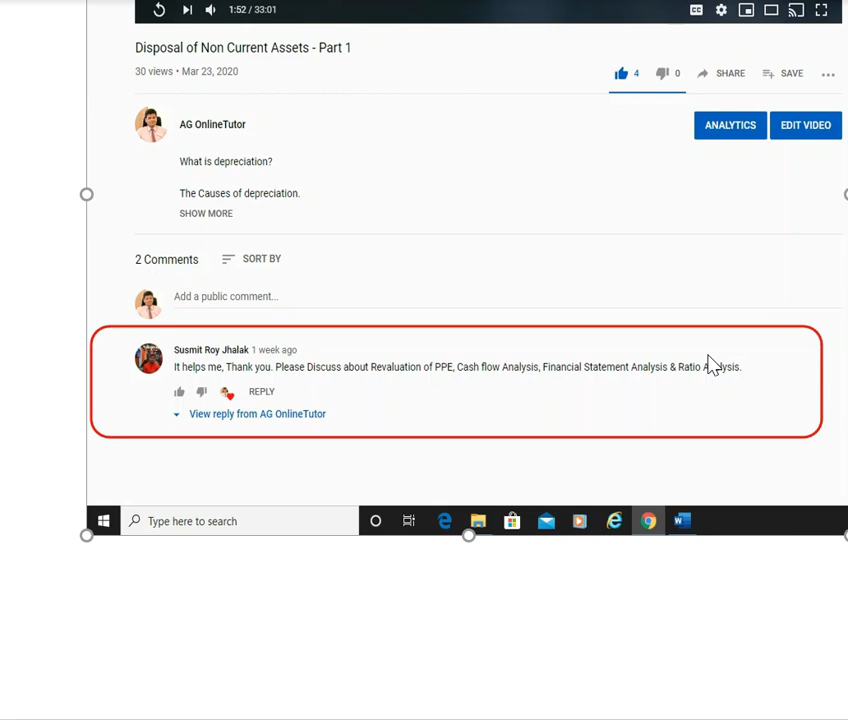 1:52 / 33:01
CC
Disposal of Non Current Assets - Part 1
30 views • Mar 23, 2020
4 0 SHARE SAVE
AG OnlineTutor
ANALYTICS EDIT VIDEO
What is depreciation?
The Causes of depreciation.
SHOW MORE
2 Comments SORT BY
Add a public comment...
Susmit Roy Jhalak 1 week ago
It helps me, Thank you. Please Discuss about Revaluation of PPE, Cash flow Analysis, Financial Statement Analysis & Ratio
REPLY
View reply from AG OnlineTutor
Type here to search